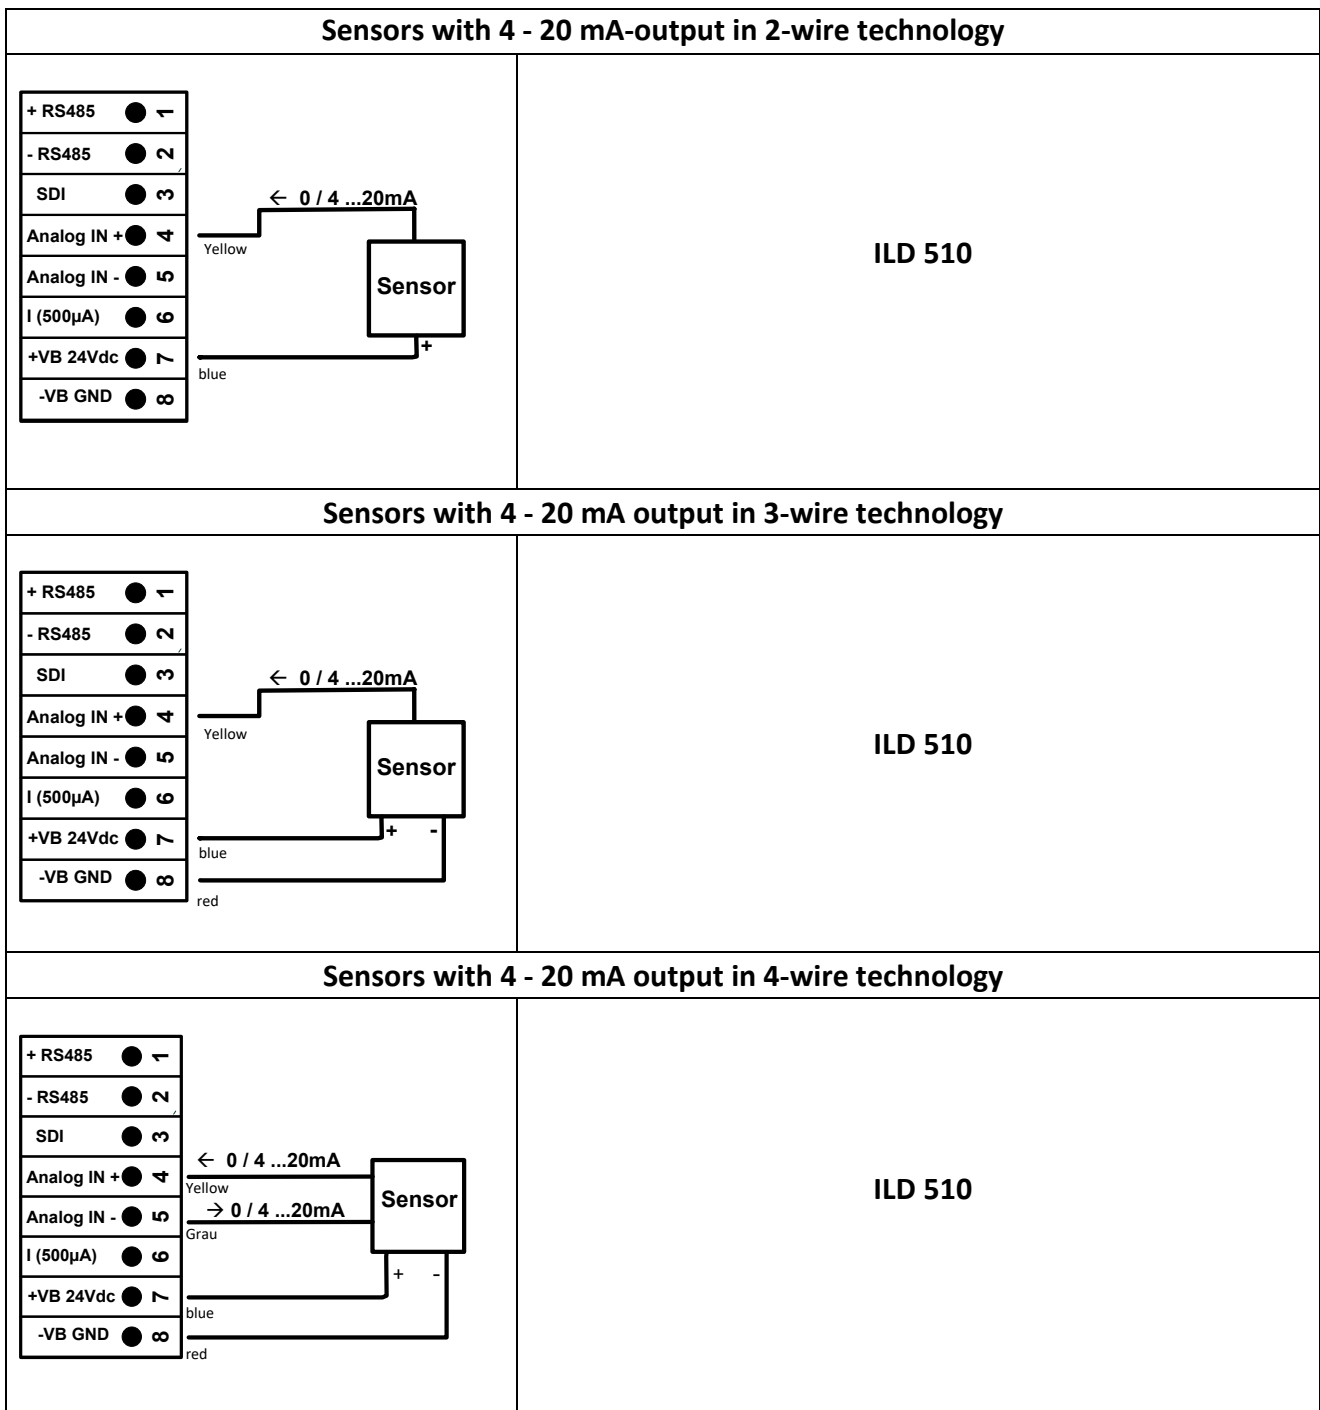 Sensors with 4 - 20 mA-output in 2-wire technology
+ RS485 1
- RS485 2
SDI 3
← 0 / 4 ...20mA
Analog IN + 4
Yellow
Analog IN - 5
Sensor
I (500µA) 6
+
+VB 24Vdc 7
blue
-VB GND 8
ILD 510
Sensors with 4 - 20 mA output in 3-wire technology
+ RS485 1
- RS485 2
SDI 3
← 0 / 4 ...20mA
Analog IN + 4
Yellow
Analog IN - 5
Sensor
I (500µA) 6
+ -
+VB 24Vdc 7
blue
-VB GND 8
red
ILD 510
Sensors with 4 - 20 mA output in 4-wire technology
+ RS485 1
- RS485 2
SDI 3
← 0 / 4 ...20mA
Analog IN + 4
Yellow
Sensor
→ 0 / 4 ...20mA
Analog IN - 5
Grau
I (500µA) 6
+ -
+VB 24Vdc 7
blue
-VB GND 8
red
ILD 510